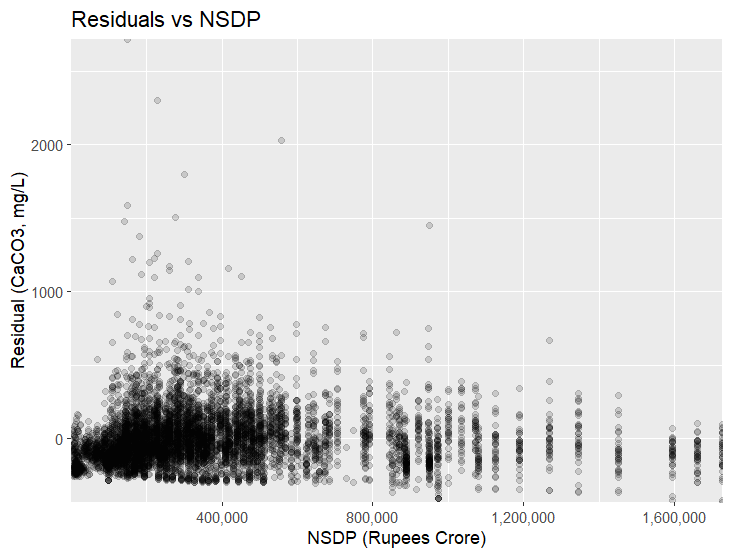 Residuals vs NSDP
Residual (CaCO3, mg/L)
2000
1000
0
400,000 800,000 1,200,000 1,600,000
NSDP (Rupees Crore)